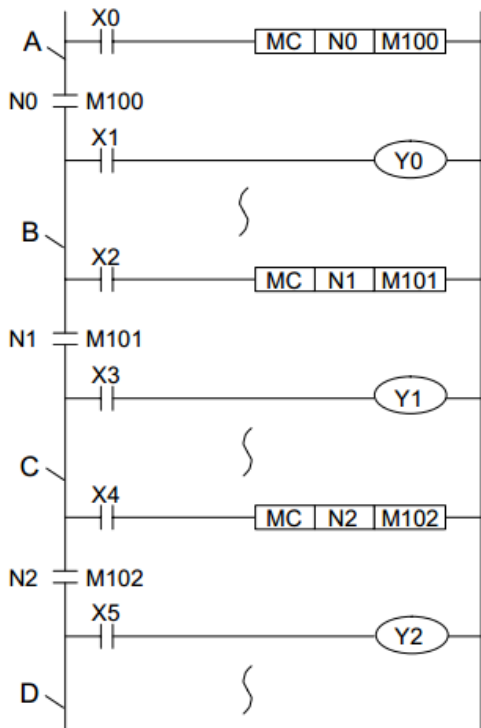 X0
A MC N0 M100
N0 M100
X1
Y0
B
X2
MC N1 M101
N1 M101
X3
Y1
C
X4
MC N2 M102
N2 M102
X5
Y2
D